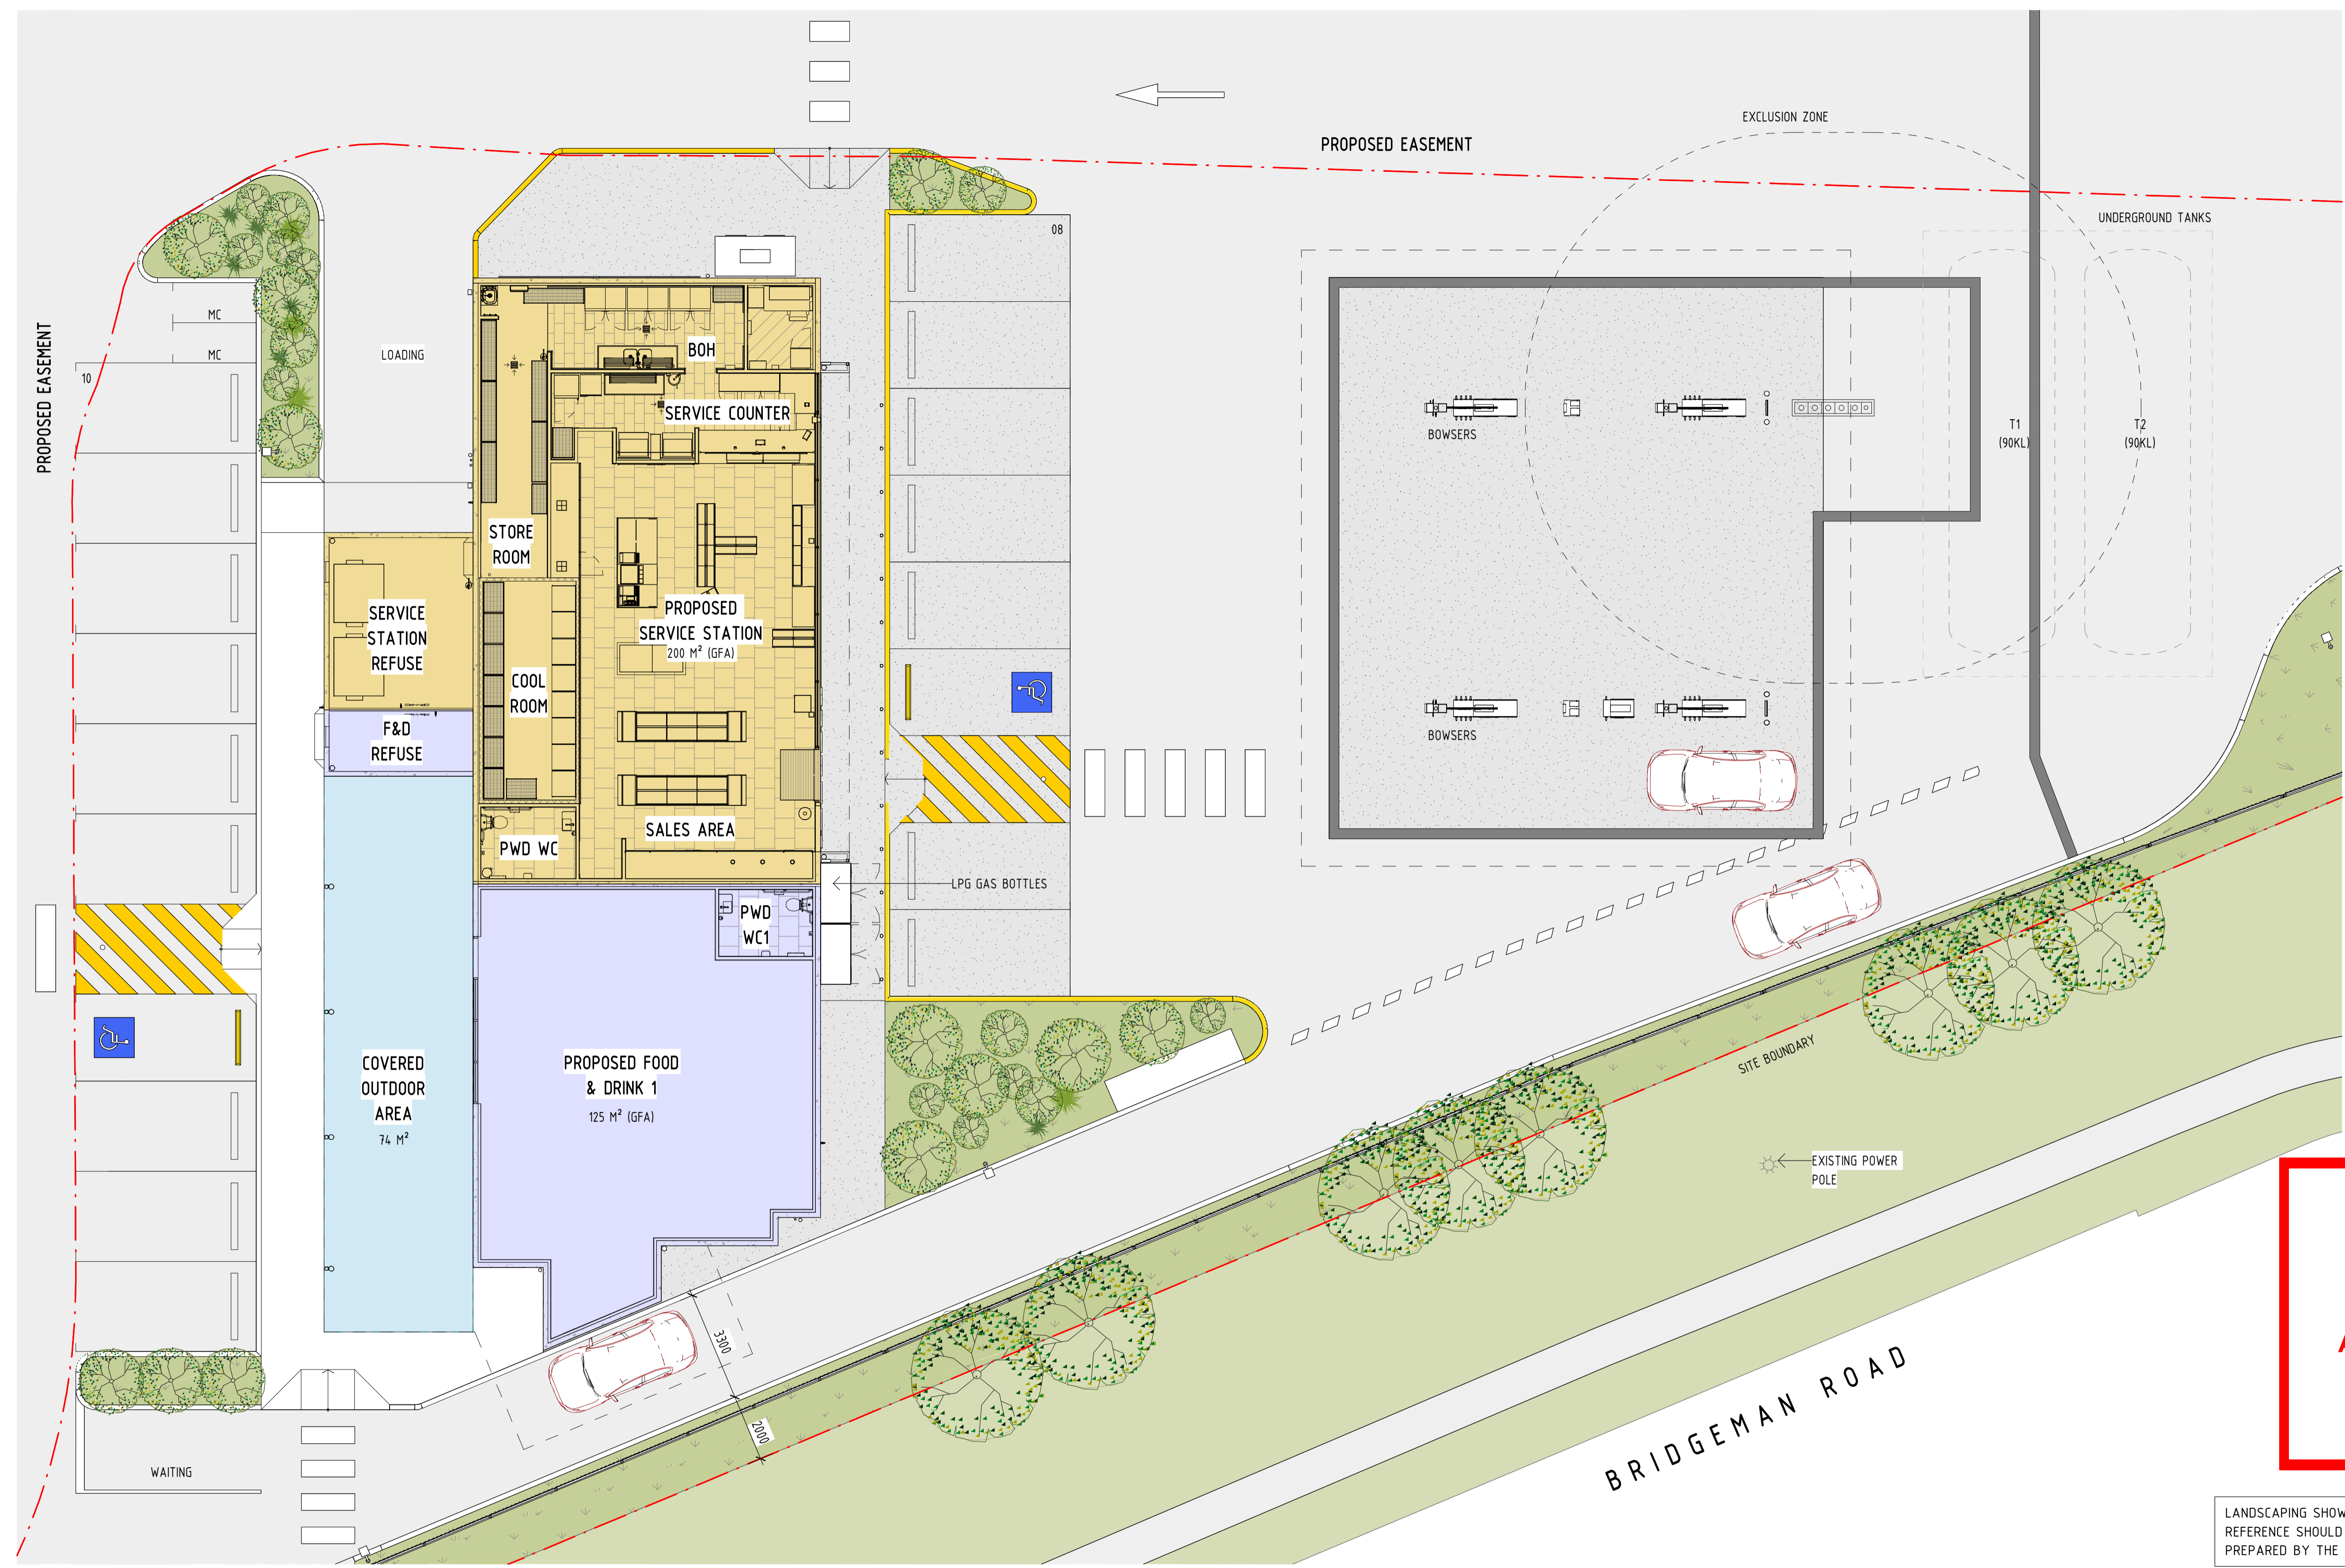 EXCLUSION ZONE
PROPOSED EASEMENT
UNDERGROUND TANKS
08
PROPOSED EASEMENT
MC
MC
10
LOADING
BOH
SERVICE COUNTER
BOWSERS
T1
(90KL)
T2
(90KL)
STORE
ROOM
SERVICE
STATION
REFUSE
PROPOSED
SERVICE STATION
200 M² (GFA)
COOL
ROOM
F&D
REFUSE
BOWSERS
SALES AREA
PWD WC
LPG GAS BOTTLES
PWD
WC1
COVERED
OUTDOOR
AREA
74 M²
PROPOSED FOOD
& DRINK 1
125 M² (GFA)
SITE BOUNDARY
EXISTING POWER
POLE
3300
2000
BRIDGEMAN ROAD
WAITING
LANDSCAPING SHOW
REFERENCE SHOULD
PREPARED BY THE